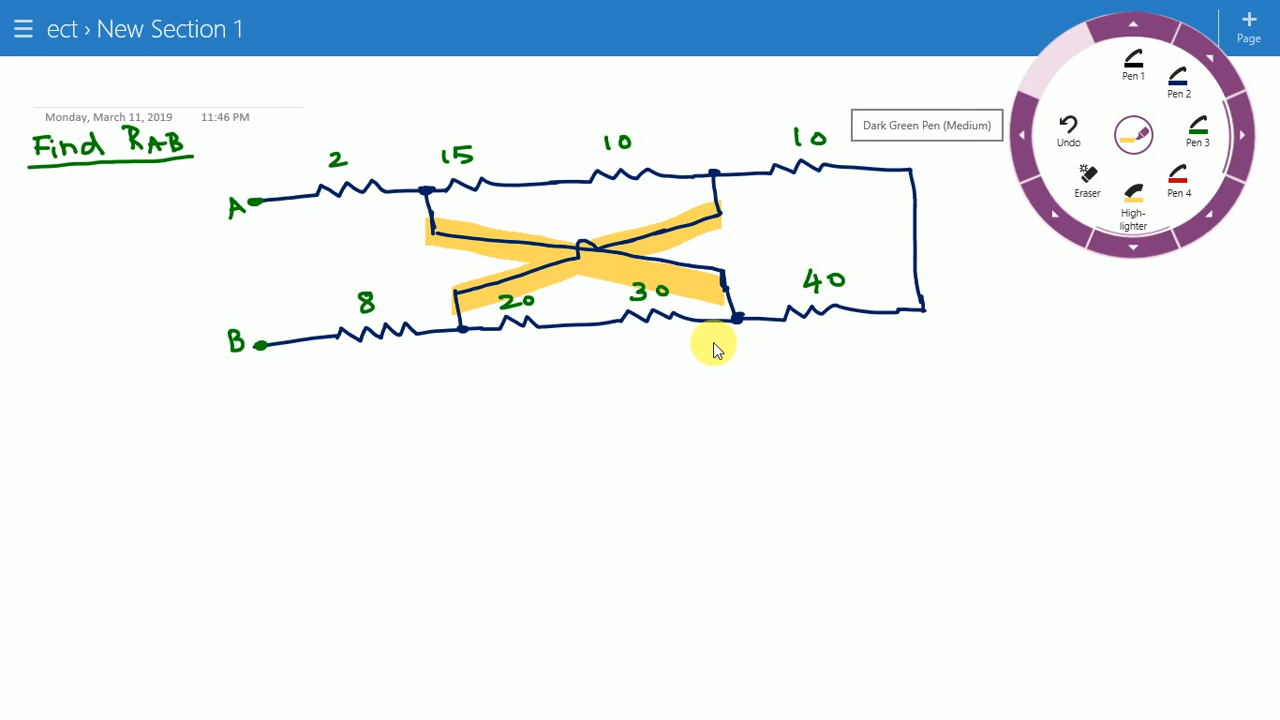 ect › New Section 1
Page
Pen 1
Pen 2
Undo
Pen 3
Eraser
High-
lighter
Pen 4
Monday, March 11, 2019 11:46 PM
Dark Green Pen (Medium)
Find RAB
2 15 10 10
A
8 20 30 40
B